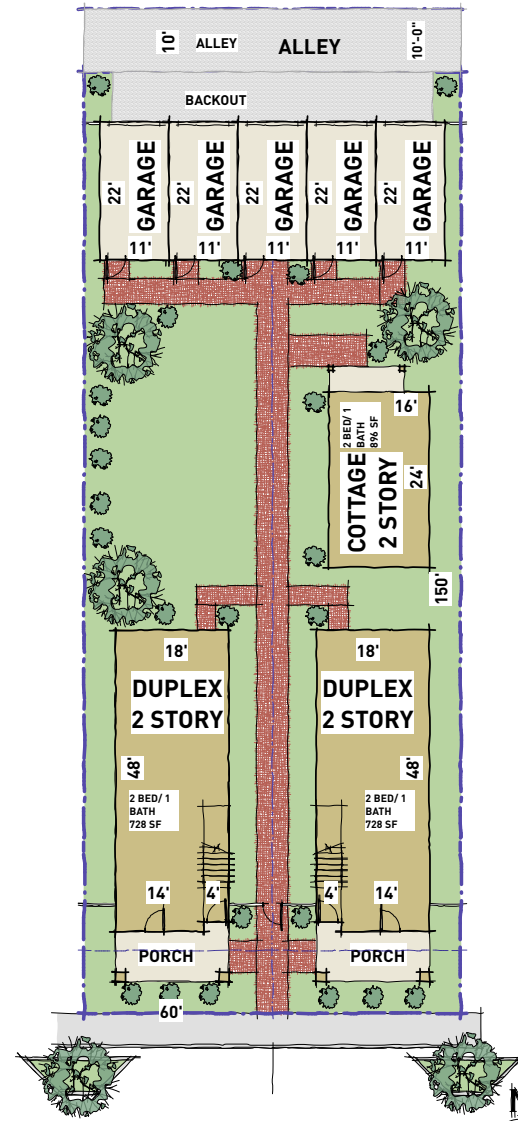 10'
ALLEY
ALLEY
10'-0"
BACKOUT
22'
GARAGE
11'
22'
GARAGE
11'
22'
GARAGE
11'
22'
GARAGE
11'
22'
GARAGE
11'
16'
2 BED/ 1
BATH
896 SF
COTTAGE
2 STORY
24'
150'
18'
DUPLEX
2 STORY
48'
2 BED/ 1
BATH
728 SF
14'
4'
PORCH
18'
DUPLEX
2 STORY
48'
2 BED/ 1
BATH
728 SF
4'
14'
PORCH
60'